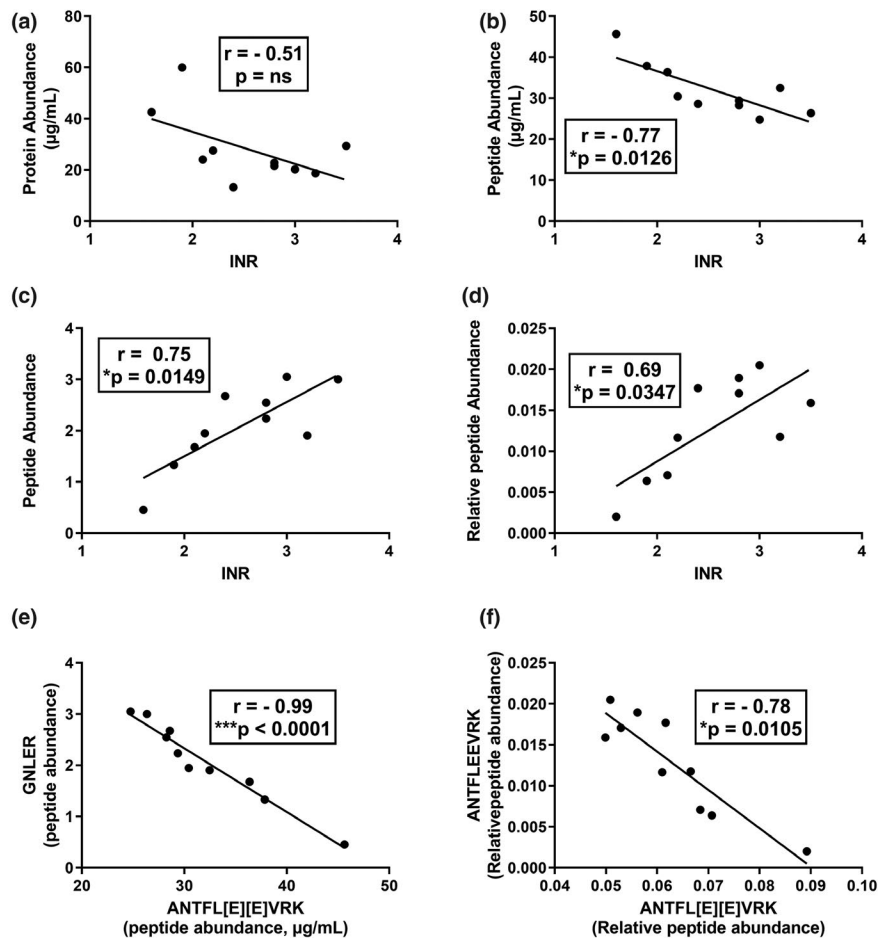 (a)
80
60
40
20
0
Protein Abundance
(µg/mL)
r = - 0.51
p = ns
1
2
3
4
INR
(b)
50
40
30
20
10
0
Peptide Abundance
(µg/mL)
r = - 0.77
*p = 0.0126
1
2
3
4
INR
(c)
4
3
2
1
0
Peptide Abundance
r = 0.75
*p = 0.0149
1
2
3
4
INR
(d)
0.025
0.020
0.015
0.010
0.005
0.000
Relative peptide Abundance
r = 0.69
*p = 0.0347
1
2
3
4
INR
(e)
4
3
2
1
0
GNLER
(peptide abundance)
r = - 0.99
***p < 0.0001
20
30
40
50
ANTFL[E][E]VRK
(peptide abundance, µg/mL)
(f)
0.025
0.020
0.015
0.010
0.005
0.000
ANTFLEEVRK
(Relativepeptide abundance)
r = - 0.78
*p = 0.0105
0.04
0.05
0.06
0.07
0.08
0.09
0.10
ANTFL[E][E]VRK
(Relative peptide abundance)